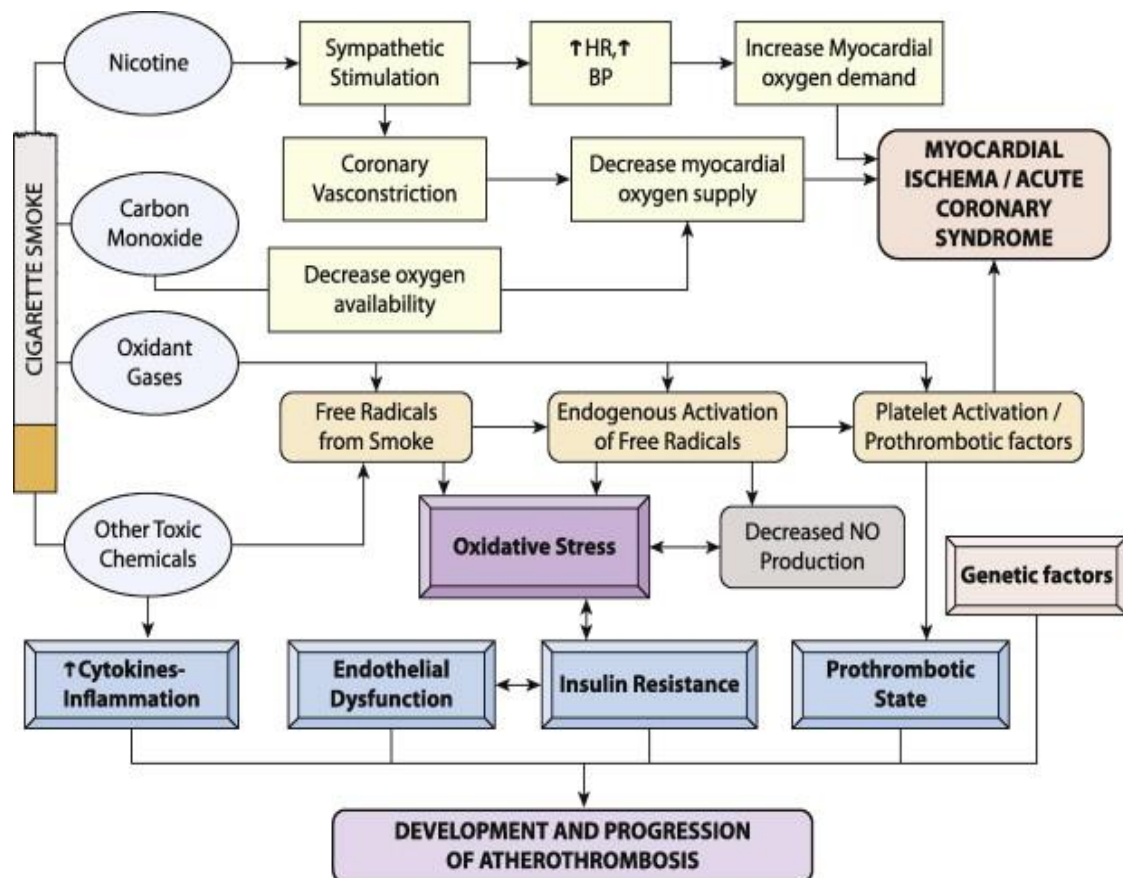 Nicotine
Sympathetic
Stimulation
↑HR,↑
BP
Increase Myocardial
oxygen demand
CIGARETTE SMOKE
Carbon
Monoxide
Coronary
Vasconstriction
Decrease myocardial
oxygen supply
MYOCARDIAL
ISCHEMA / ACUTE
CORONARY
SYNDROME
Decrease oxygen
availability
Oxidant
Gases
Free Radicals
from Smoke
Endogenous Activation
of Free Radicals
Platelet Activation /
Prothrombotic factors
Other Toxic
Chemicals
Oxidative Stress
Decreased NO
Production
Genetic factors
↑Cytokines-
Inflammation
Endothelial
Dysfunction
Insulin Resistance
Prothrombotic
State
DEVELOPMENT AND PROGRESSION
OF ATHEROTHROMBOSIS